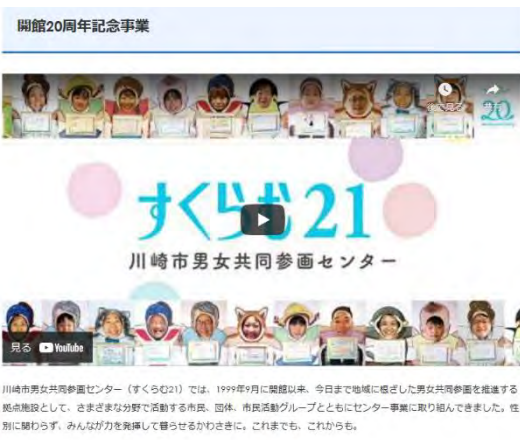 開館20周年記念事業
後で見る 共有
20
すくらむ21
川崎市男女共同参画センター
見る YouTube
川崎市男女共同参画センター（すくらむ21）では、1999年9月に開館以来、今日まで地域に根ざした男女共同参画を推進する
拠点施設として、さまざまな分野で活動する市民、団体、市民活動グループとともにセンター事業に取り組んできました。性
別に関わらず、みんなが力を発揮して暮らせるかわさきに。これまでも、これからも。